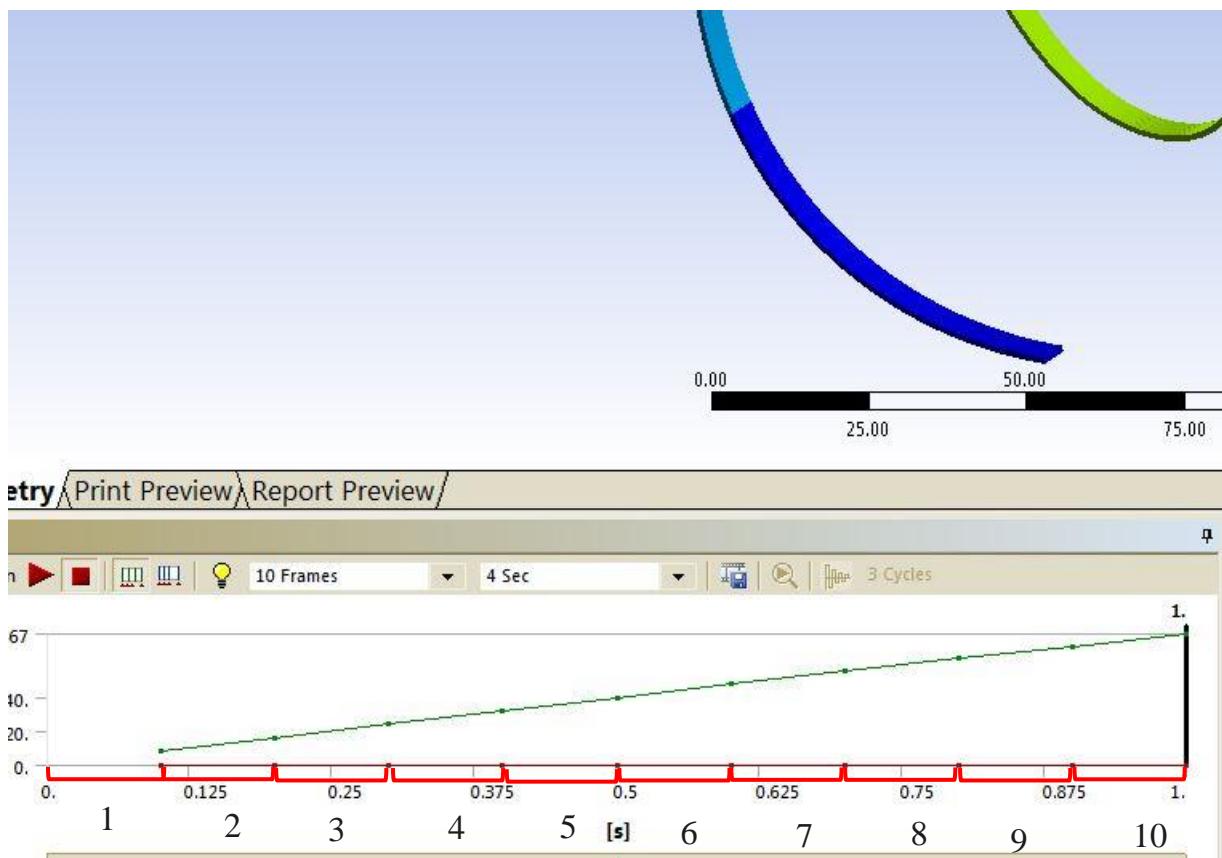 0.00 50.00
25.00 75.00
etry Print Preview Report Preview
n 10 Frames 4 Sec 3 Cycles
1.
67
40.
20.
0.
0. 0.125 0.25 0.375 0.5 0.625 0.75 0.875 1.
1 2 3 4 5 [s] 6 7 8 9 10